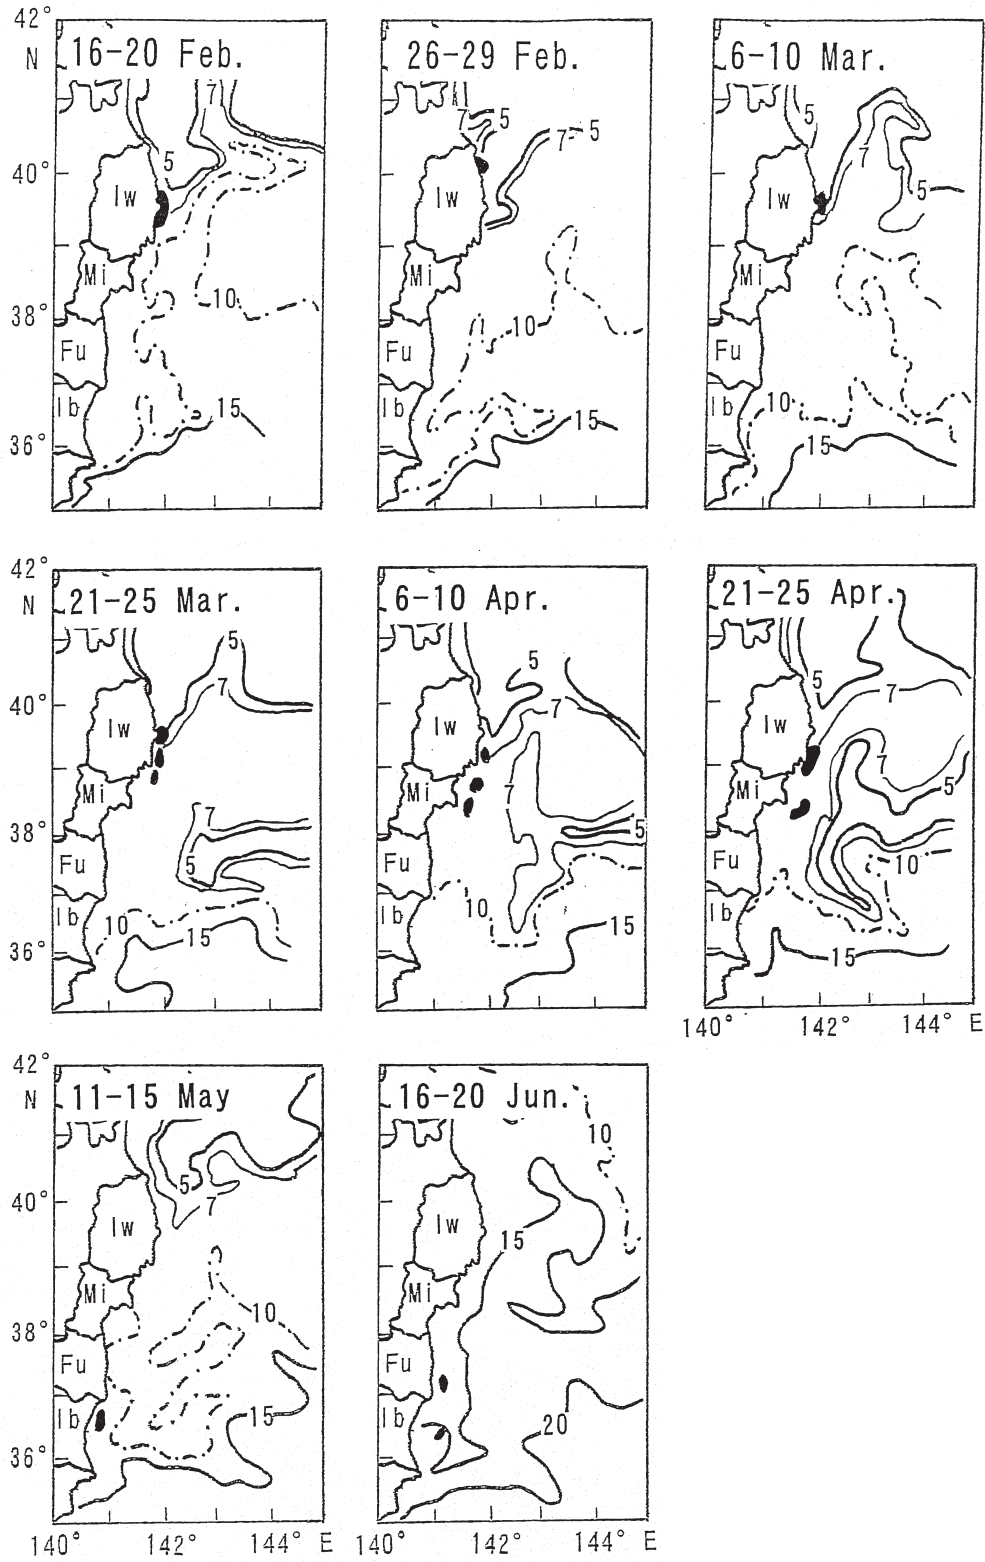 42°
N
16-20 Feb.
7
5
40°
Iw
Mi
10
38°
Fu
Ib
15
36°
26-29 Feb.
7
5
7
5
Iw
Mi
10
Fu
Ib
15
6-10 Mar.
5
7
5
Iw
Mi
Fu
Ib
10
15
42°
N
21-25 Mar.
5
7
40°
Iw
Mi
7
38°
Fu
5
Ib
10
15
36°
6-10 Apr.
5
7
Iw
Mi
7
5
Fu
Ib
10
15
21-25 Apr.
5
7
Iw
7
5
Mi
Fu
10
Ib
15
140° 142° 144° E
42°
N
11-15 May
5
7
40°
Iw
Mi
10
38°
Fu
Ib
15
36°
140° 142° 144° E
16-20 Jun.
10
Iw
15
Mi
Fu
Ib
20
140° 142° 144° E